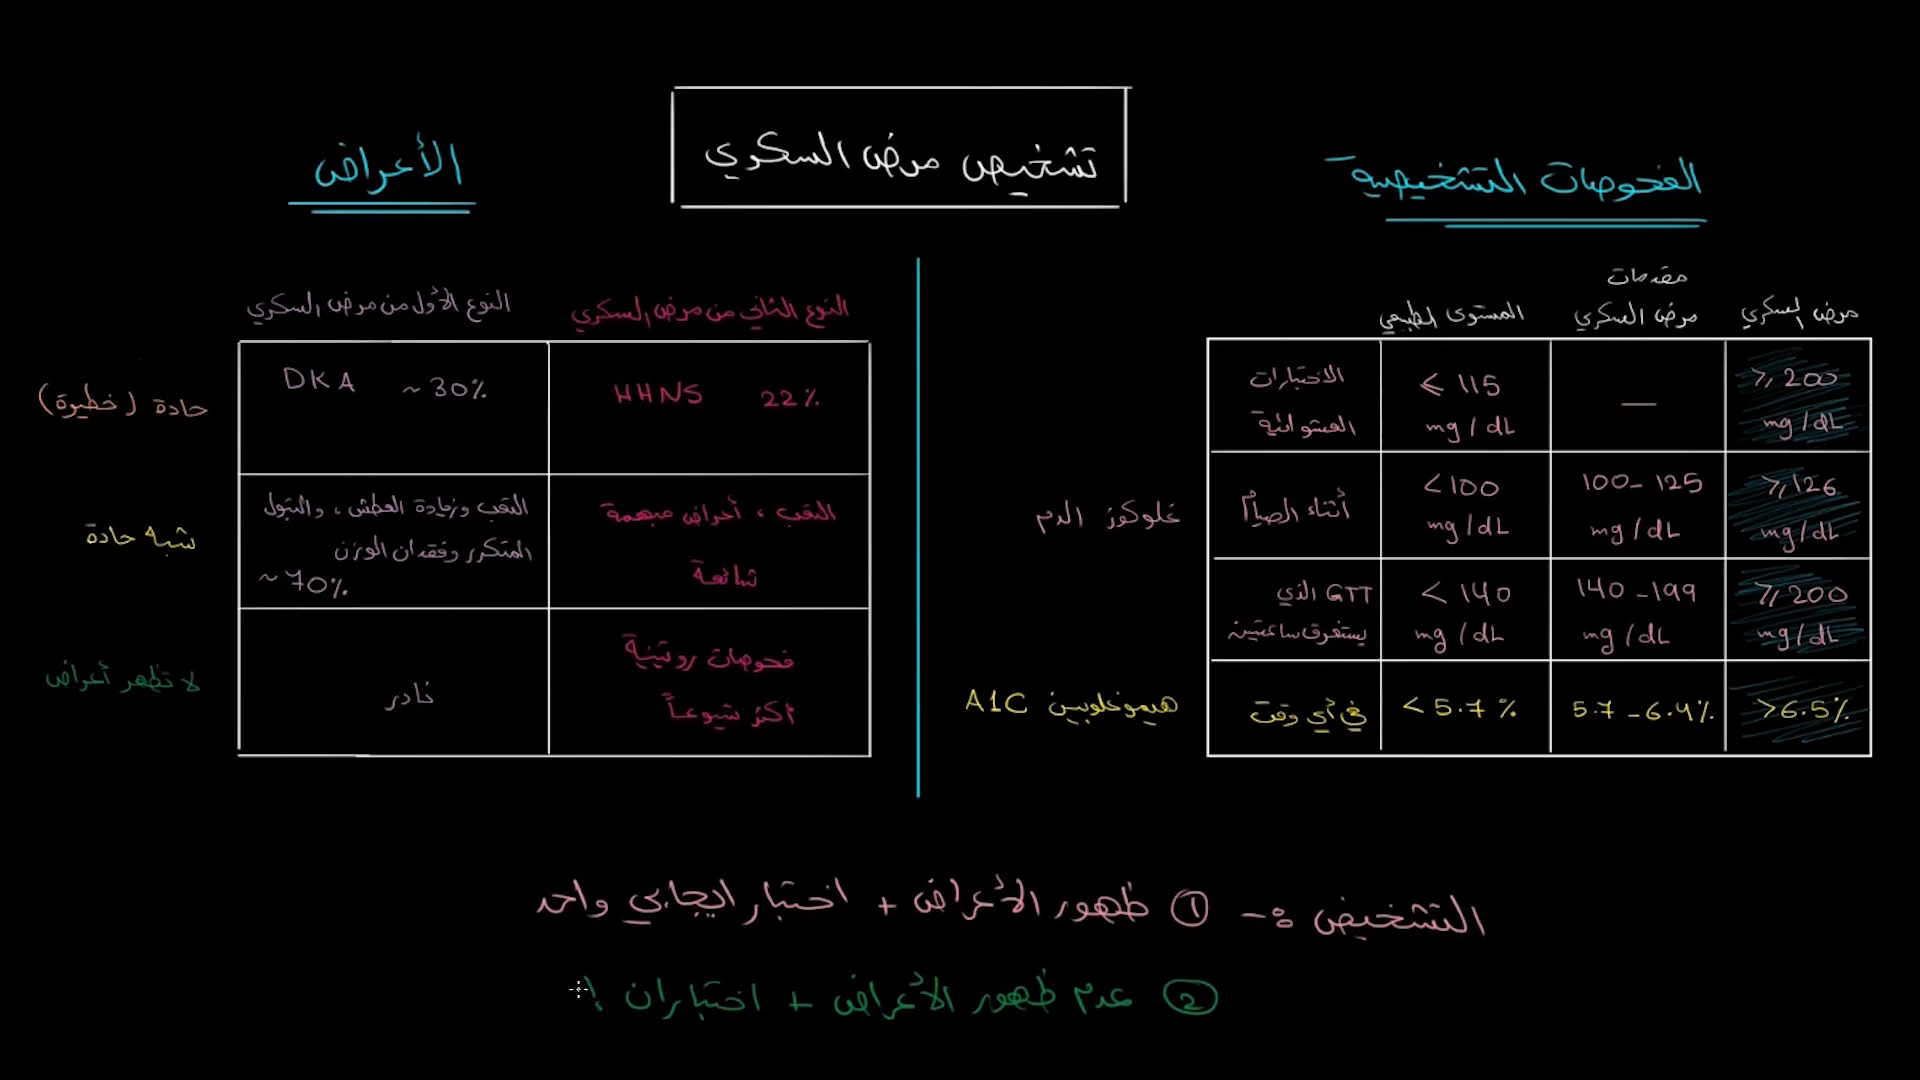 تشخيص مرض السكري
الفحوصات التشخيصية
مقدمات
مرض السكري
المستوى الطبيعي
مرض السكري
الاختبارات
العشوائية
≤ 115
mg/dL
—
≥ 200
mg/dL
غلوكوز الدم
أثناء الصيام
< 100
mg/dL
100 - 125
mg/dL
≥ 126
mg/dL
GTT الذي
يستغرق ساعتين
< 140
mg/dL
140 - 199
mg/dL
≥ 200
mg/dL
هيموغلوبين A1C
في أي وقت
< 5.7 %
5.7 - 6.4 %
> 6.5 %
الأعراض
النوع الأول من مرض السكري
النوع الثاني من مرض السكري
حادة (خطيرة)
DKA ~ 30%
HHNS 22%
شبه حادة
التعب وزيادة العطش، والتبول
المتكرر وفقدان الوزن
~ 70%
التعب، أعراض مبهمة
شائعة
لا تظهر أعراض
نادر
فحوصات روتينية
أكثر شيوعاً
التشخيص :- ① ظهور الأعراض + اختبار ايجابي واحد
② عدم ظهور الأعراض + اختباران